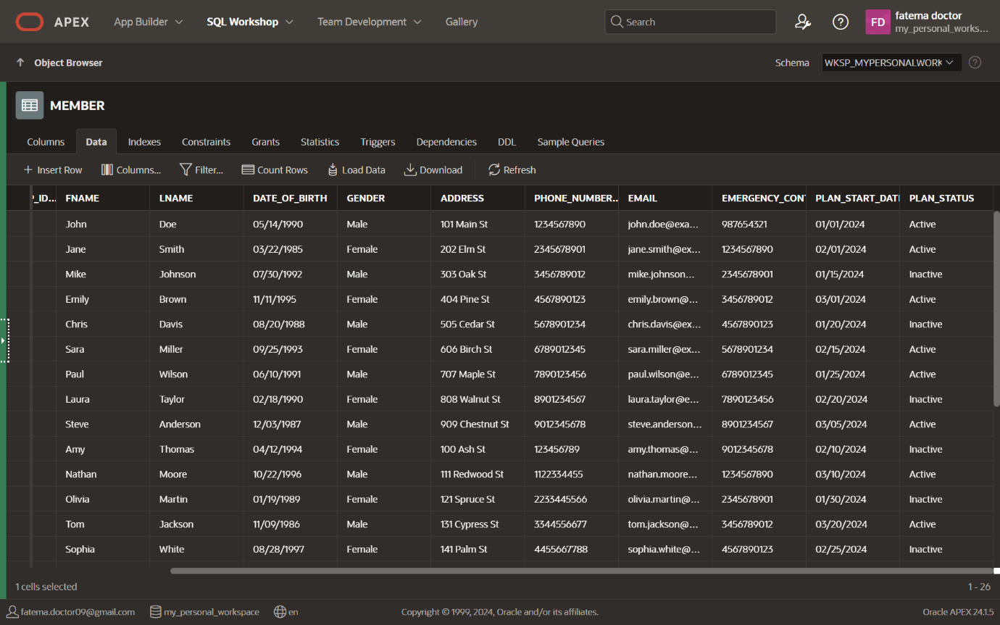 APEX App Builder SQL Workshop Team Development Gallery Search FD fatema doctor
my_personal_works...
Object Browser Schema WKSP_MYPERSONALWORK
MEMBER
Columns Data Indexes Constraints Grants Statistics Triggers Dependencies DDL Sample Queries
Insert Row Columns... Filter... Count Rows Load Data Download Refresh
_ID... FNAME LNAME DATE_OF_BIRTH GENDER ADDRESS PHONE_NUMBER... EMAIL EMERGENCY_CONT PLAN_START_DATE PLAN_STATUS
John Doe 05/14/1990 Male 101 Main St 1234567890 john.doe@exa... 987654321 01/01/2024 Active
Jane Smith 03/22/1985 Female 202 Elm St 2345678901 jane.smith@ex... 1234567890 02/01/2024 Active
Mike Johnson 07/30/1992 Male 303 Oak St 3456789012 mike.johnson... 2345678901 01/15/2024 Inactive
Emily Brown 11/11/1995 Female 404 Pine St 4567890123 emily.brown@... 3456789012 03/01/2024 Active
Chris Davis 08/20/1988 Male 505 Cedar St 5678901234 chris.davis@ex... 4567890123 01/20/2024 Inactive
Sara Miller 09/25/1993 Female 606 Birch St 6789012345 sara.miller@ex... 5678901234 02/15/2024 Active
Paul Wilson 06/10/1991 Male 707 Maple St 7890123456 paul.wilson@e... 6789012345 01/25/2024 Active
Laura Taylor 02/18/1990 Female 808 Walnut St 8901234567 laura.taylor@e... 7890123456 02/20/2024 Inactive
Steve Anderson 12/03/1987 Male 909 Chestnut St 9012345678 steve.anderson... 8901234567 03/05/2024 Active
Amy Thomas 04/12/1994 Female 100 Ash St 123456789 amy.thomas@... 9012345678 02/10/2024 Inactive
Nathan Moore 10/22/1996 Male 111 Redwood St 1122334455 nathan.moore... 1234567890 03/10/2024 Active
Olivia Martin 01/19/1989 Female 121 Spruce St 2233445566 olivia.martin@... 2345678901 01/30/2024 Inactive
Tom Jackson 11/09/1986 Male 131 Cypress St 3344556677 tom.jackson@... 3456789012 03/20/2024 Active
Sophia White 08/28/1997 Female 141 Palm St 4455667788 sophia.white@... 4567890123 02/25/2024 Inactive
1 cells selected 1 - 26
fatema.doctor09@gmail.com my_personal_workspace en Copyright © 1999, 2024, Oracle and/or its affiliates. Oracle APEX 24.1.5